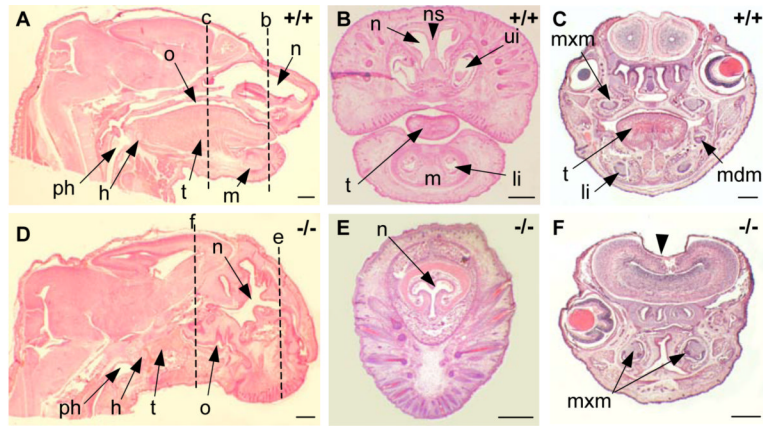 A c b +/+
o n
ph h t m
B n ns +/+
ui
t m li
C +/+
mxm
t
li mdm
D f e -/-
n
ph h t o
E n -/-
F -/-
mxm